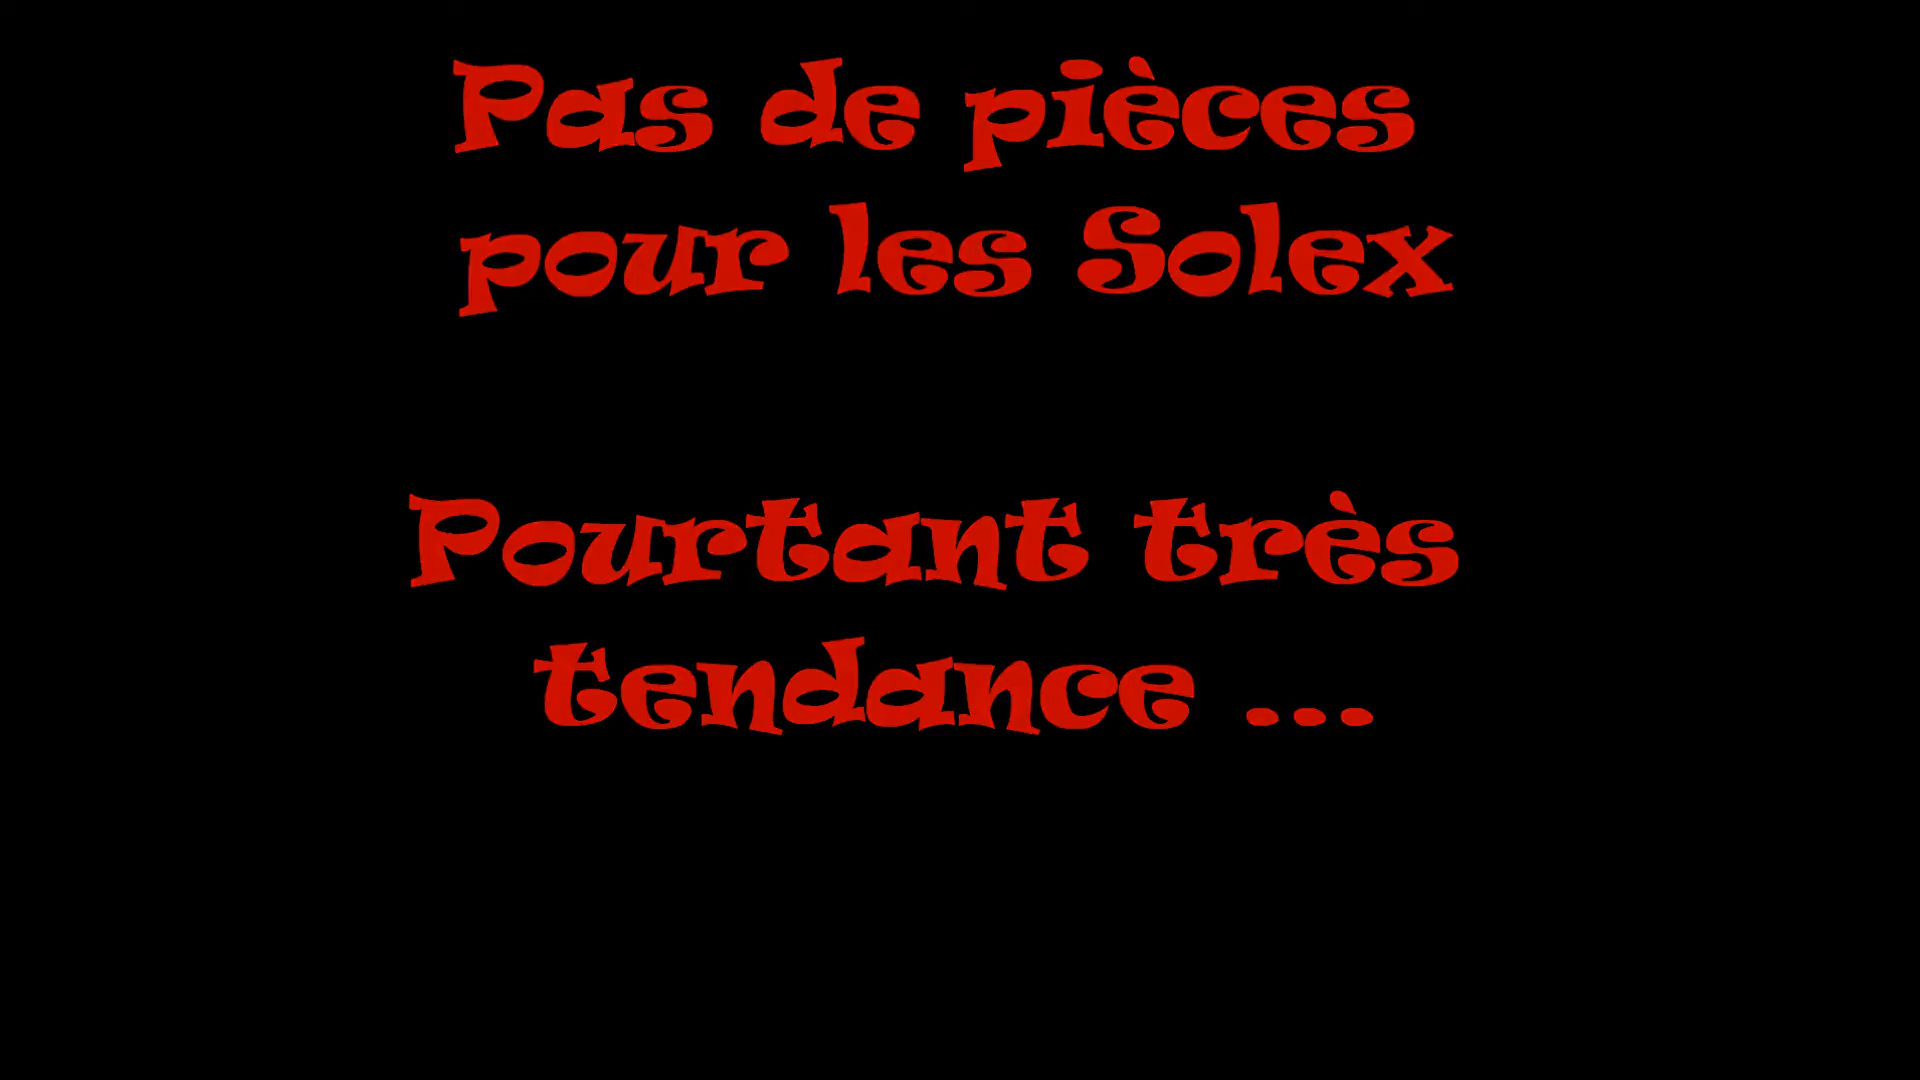 Pas de pièces
pour les Solex
Pourtant très
tendance ...